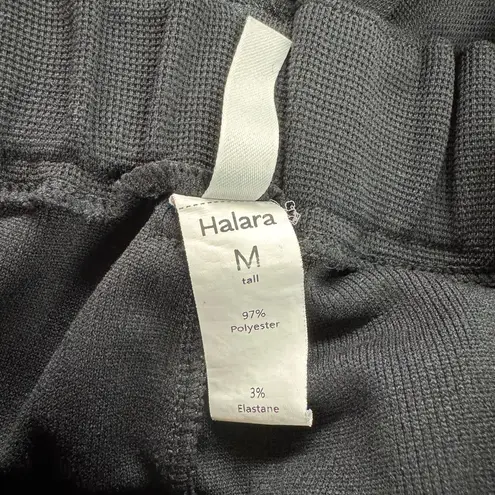 Halara
M
tall
97%
Polyester
3%
Elastane